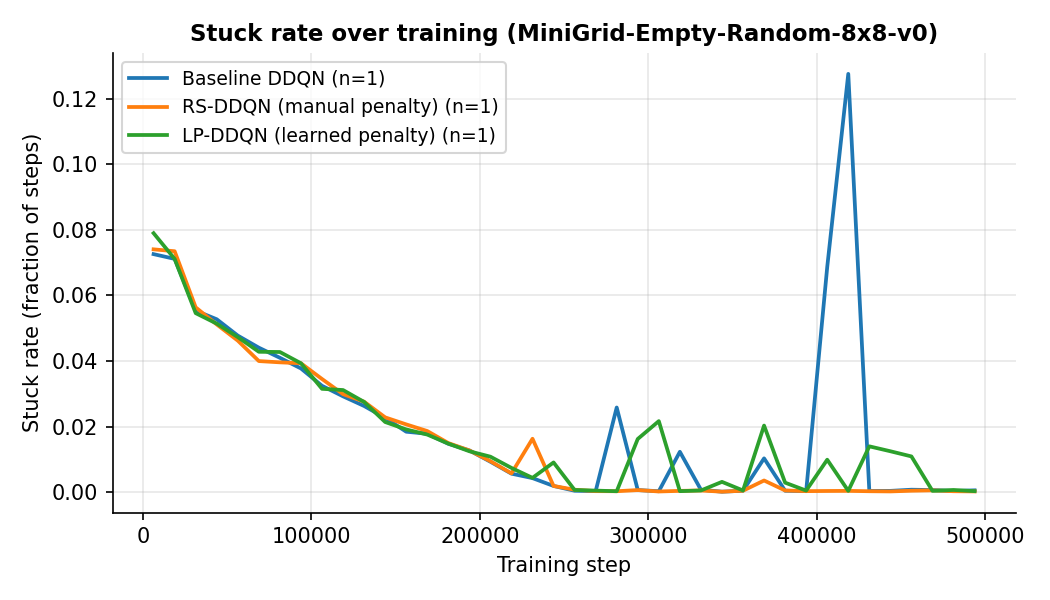 Stuck rate over training (MiniGrid-Empty-Random-8x8-v0)
Baseline DDQN (n=1)
RS-DDQN (manual penalty) (n=1)
LP-DDQN (learned penalty) (n=1)
Stuck rate (fraction of steps)
0.12
0.10
0.08
0.06
0.04
0.02
0.00
0 100000 200000 300000 400000 500000
Training step